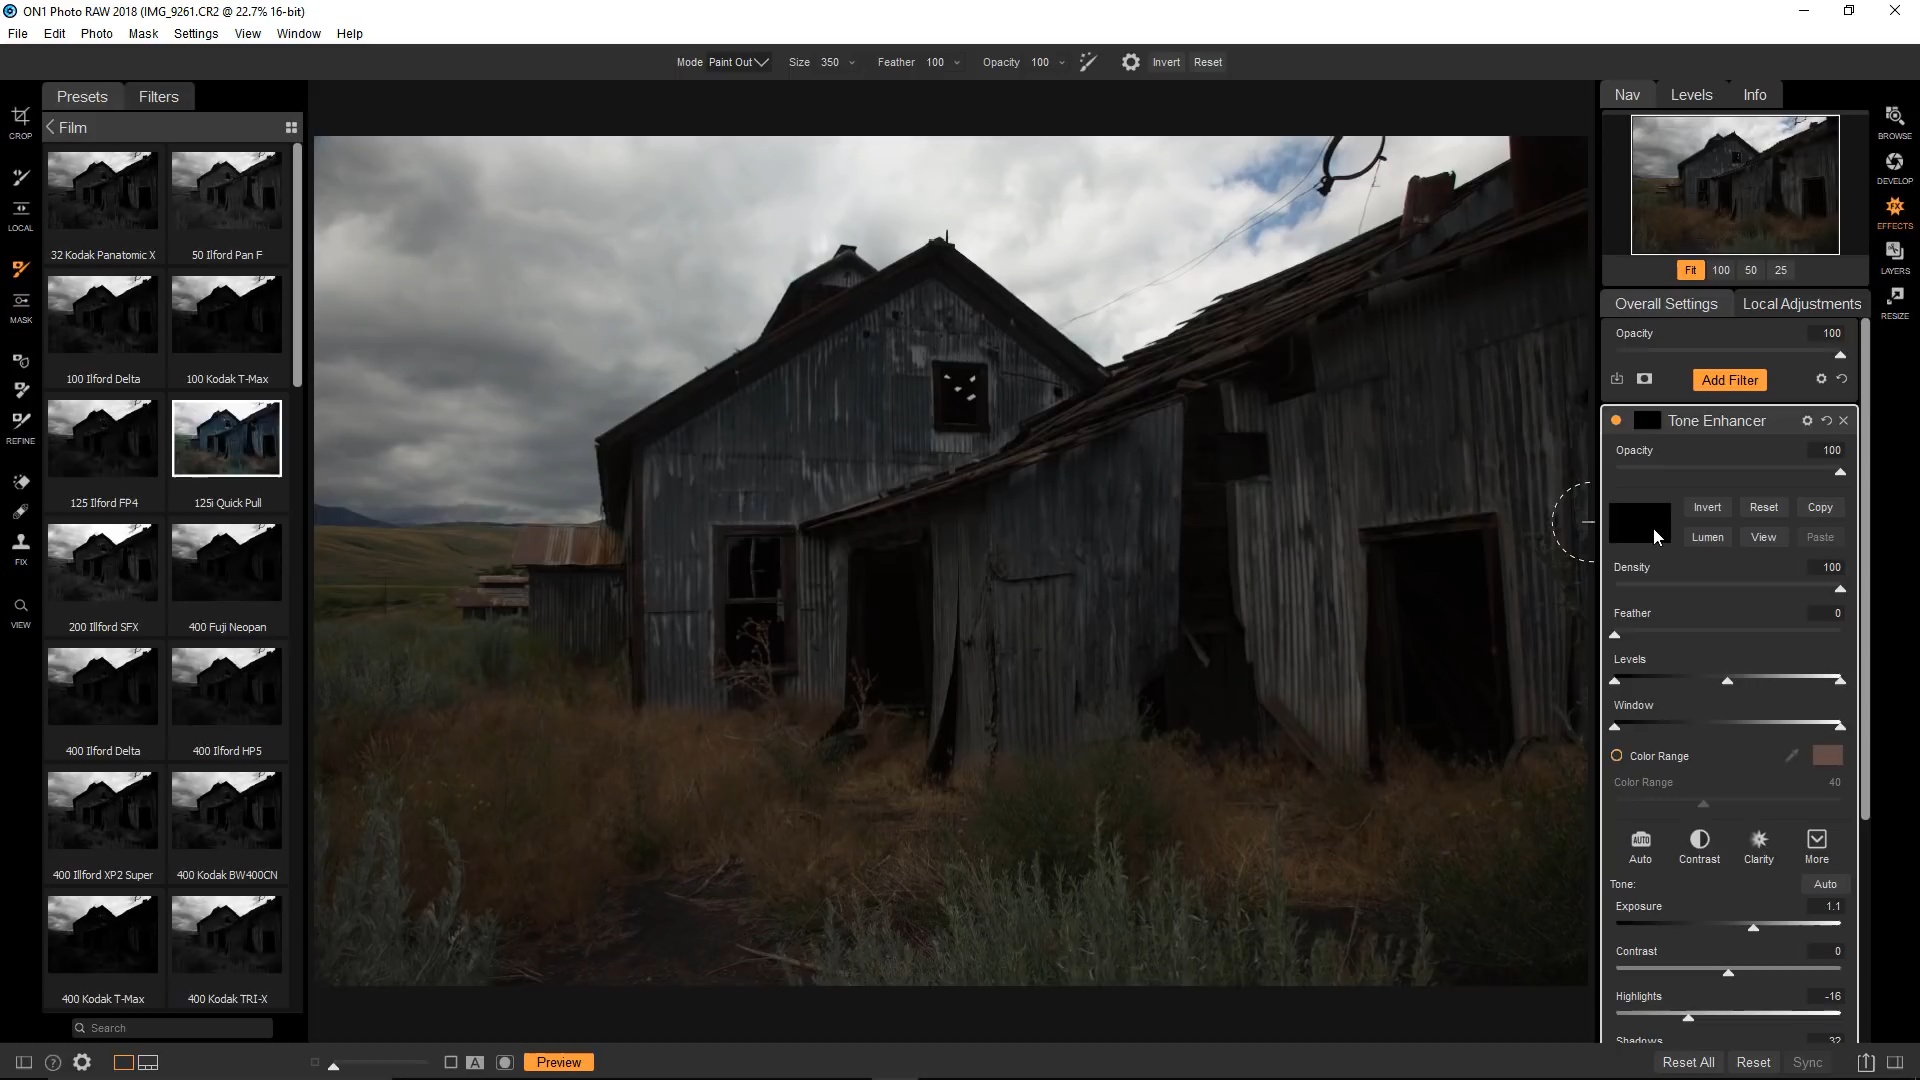 ON1 Photo RAW 2018 (IMG_9261.CR2 @ 22.7% 16-bit)
File Edit Photo Mask Settings View Window Help
Mode Paint Out Size 350 Feather 100 Opacity 100 Invert Reset
Presets Filters
Film
32 Kodak Panatomic X 50 Ilford Pan F
100 Ilford Delta 100 Kodak T-Max
125 Ilford FP4 125i Quick Pull
200 Illford SFX 400 Fuji Neopan
400 Ilford Delta 400 Ilford HP5
400 Illford XP2 Super 400 Kodak BW400CN
400 Kodak T-Max 400 Kodak TRI-X
Search
CROP
LOCAL
MASK
REFINE
FIX
VIEW
Nav Levels Info
Fit 100 50 25
Overall Settings Local Adjustments
Opacity 100
Add Filter
Tone Enhancer
Opacity 100
Invert Reset Copy
Lumen View Paste
Density 100
Feather 0
Levels
Window
Color Range
Color Range 40
AUTO
Auto Contrast Clarity More
Tone: Auto
Exposure 1.1
Contrast 0
Highlights -16
Shadows 32
BROWSE
DEVELOP
FX
EFFECTS
LAYERS
RESIZE
A Preview
Reset All Reset Sync